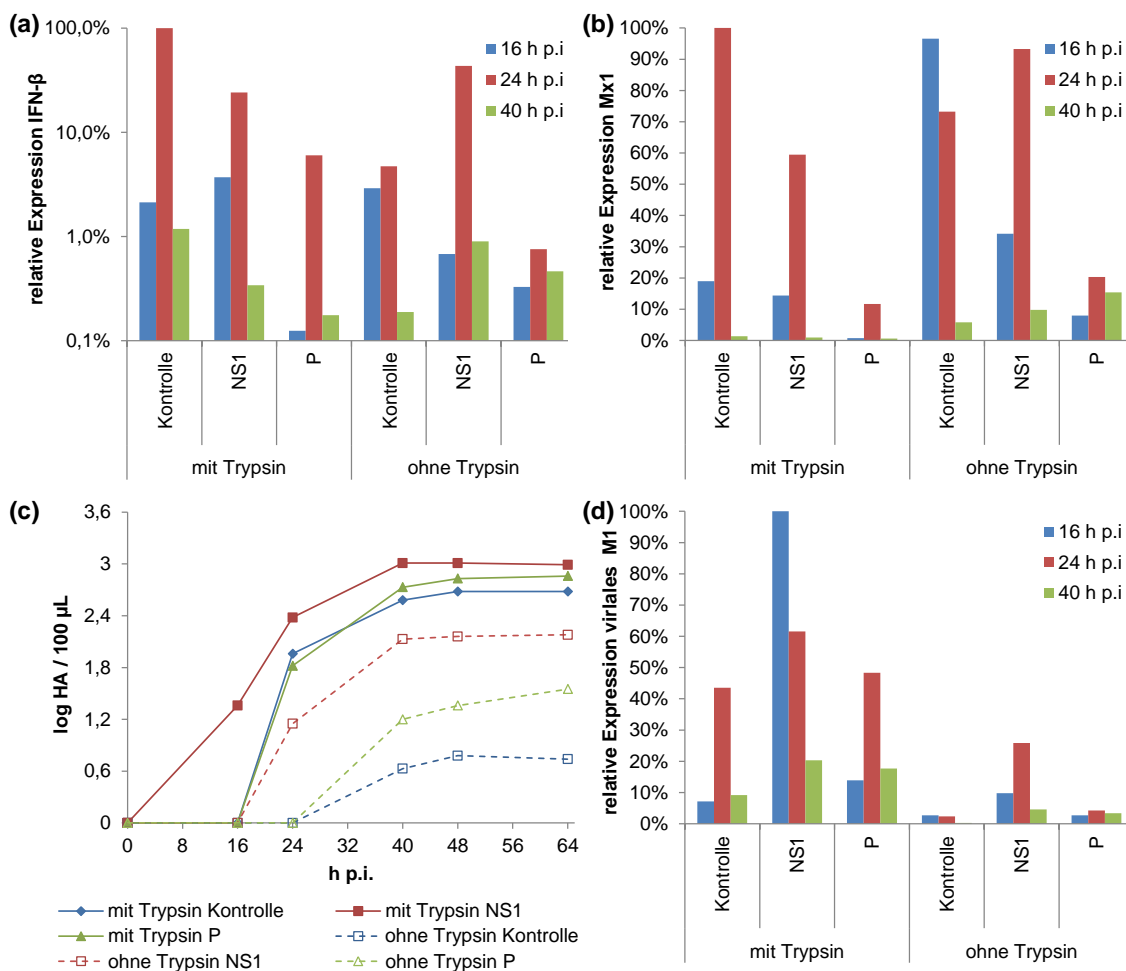 (a)
relative Expression IFN-β
100,0%
10,0%
1,0%
0,1%
16 h p.i
24 h p.i
40 h p.i
Kontrolle
NS1
P
Kontrolle
NS1
P
mit Trypsin
ohne Trypsin
(b)
relative Expression Mx1
100%
90%
80%
70%
60%
50%
40%
30%
20%
10%
0%
16 h p.i
24 h p.i
40 h p.i
Kontrolle
NS1
P
Kontrolle
NS1
P
mit Trypsin
ohne Trypsin
(c)
log HA / 100 µL
3,6
3
2,4
1,8
1,2
0,6
0
0 8 16 24 32 40 48 56 64
h p.i.
mit Trypsin Kontrolle
mit Trypsin NS1
mit Trypsin P
ohne Trypsin Kontrolle
ohne Trypsin NS1
ohne Trypsin P
(d)
relative Expression virlales M1
100%
90%
80%
70%
60%
50%
40%
30%
20%
10%
0%
16 h p.i
24 h p.i
40 h p.i
Kontrolle
NS1
P
Kontrolle
NS1
P
mit Trypsin
ohne Trypsin